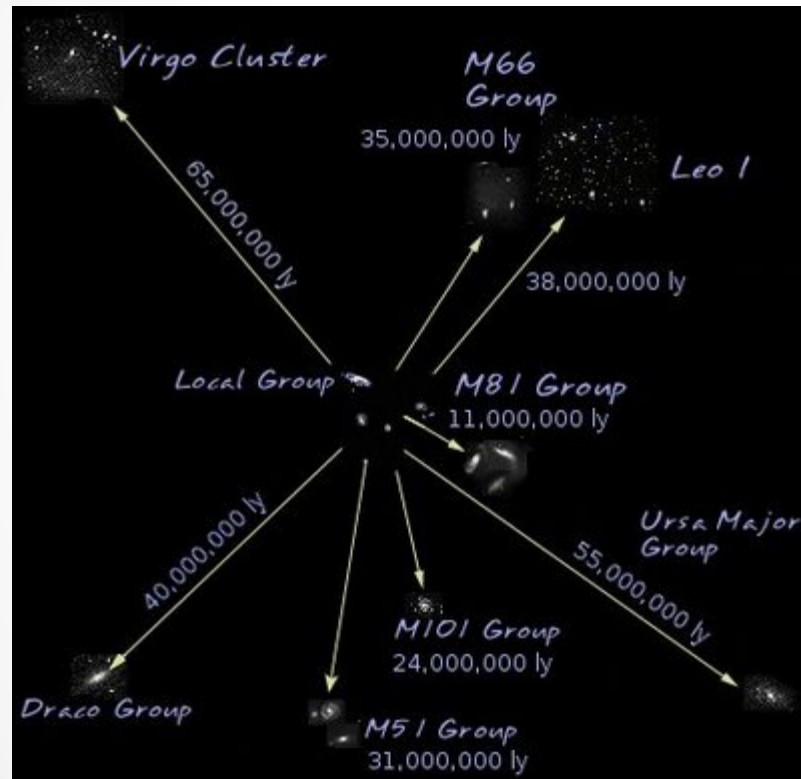 Virgo Cluster
M66
Group
35,000,000 ly
Leo 1
65,000,000 ly
38,000,000 ly
Local Group
M81 Group
11,000,000 ly
Ursa Major
Group
40,000,000 ly
55,000,000 ly
M101 Group
24,000,000 ly
Draco Group
M51 Group
31,000,000 ly